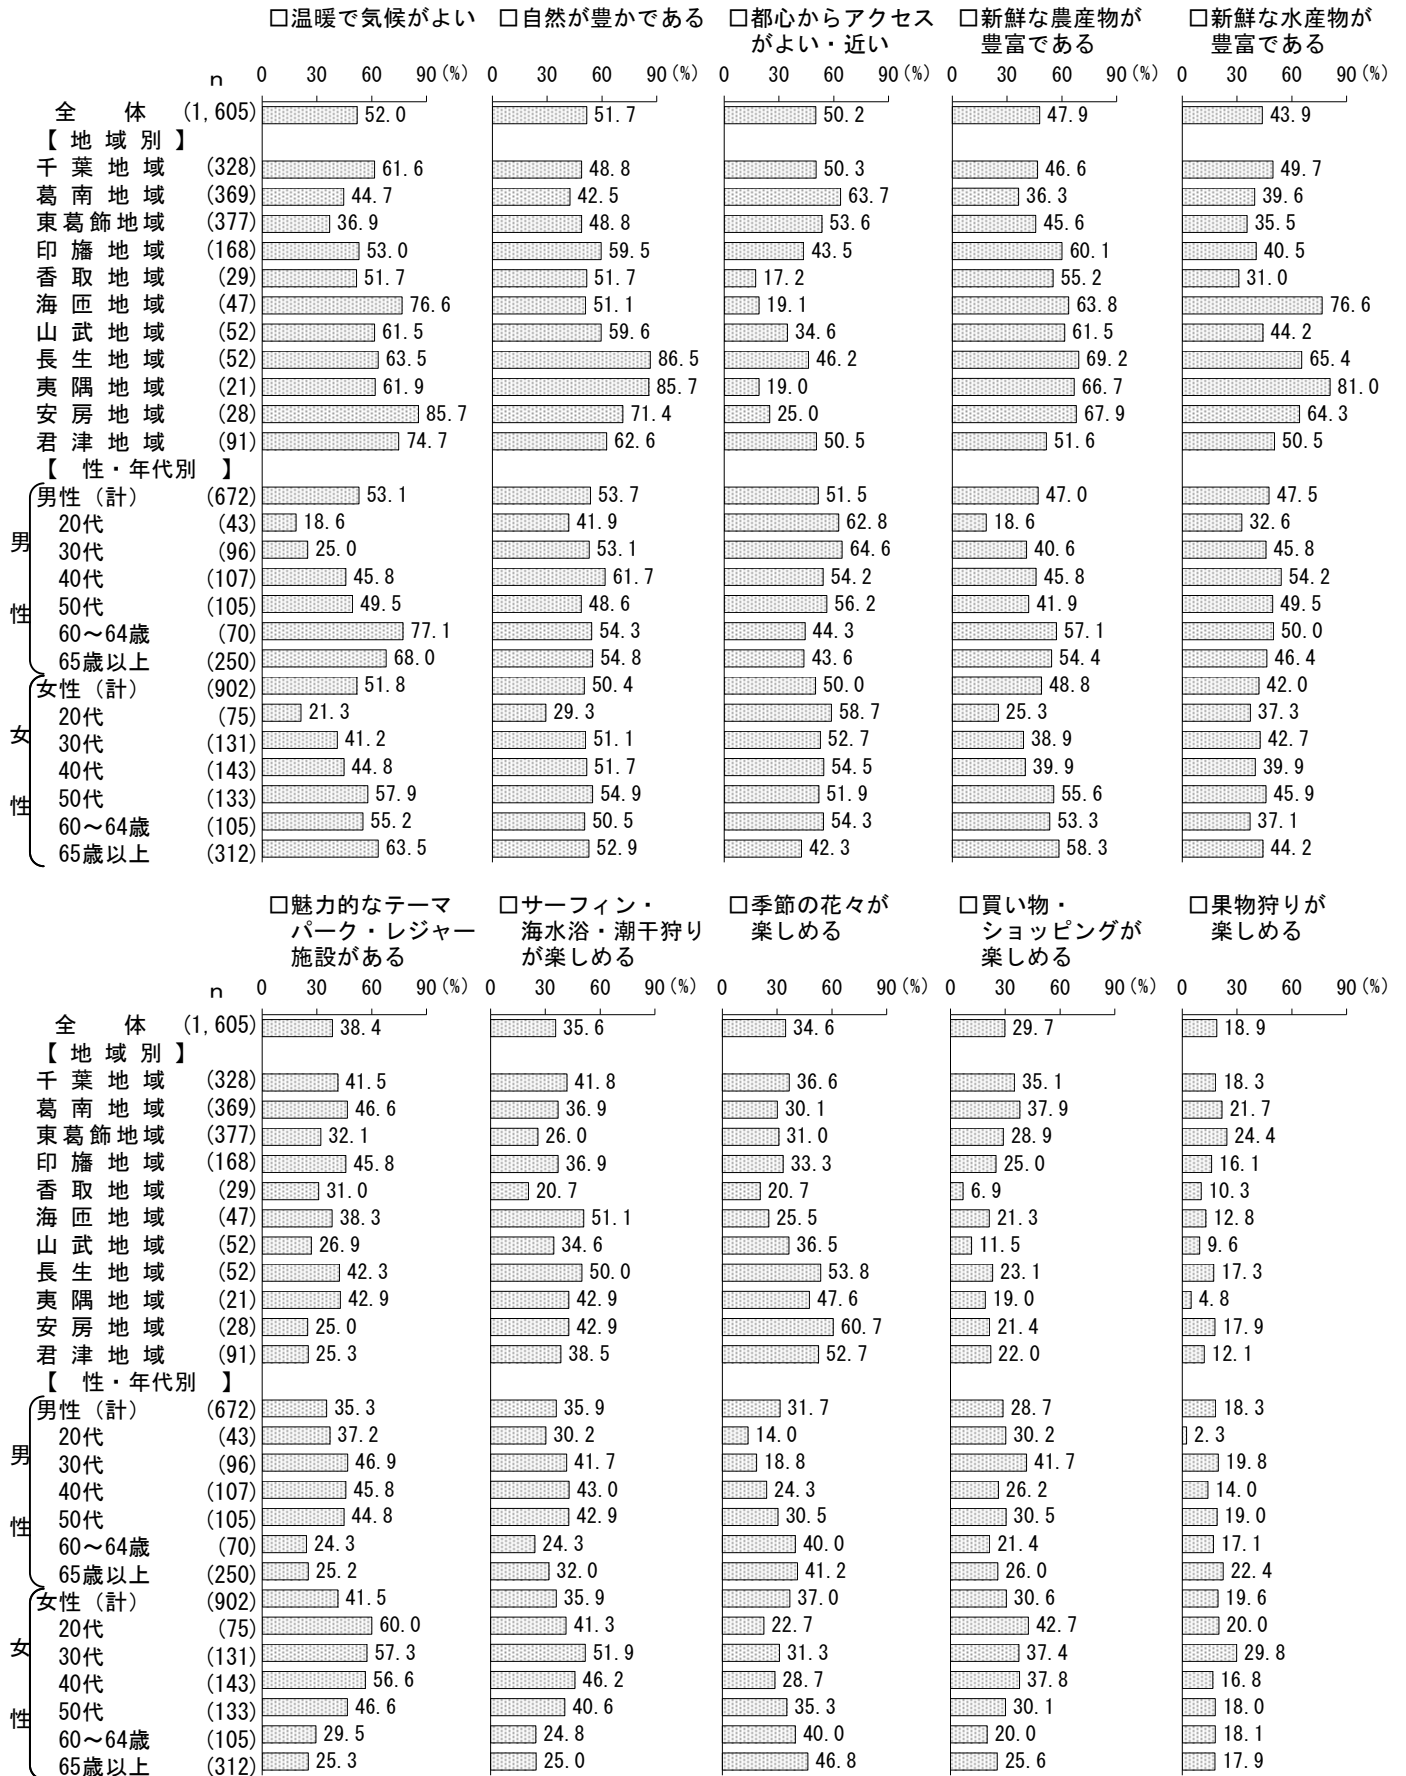 □温暖で気候がよい □自然が豊かである □都心からアクセス □新鮮な農産物が □新鮮な水産物が
がよい・近い 豊富である 豊富である
n 0 30 60 90(%) 0 30 60 90(%) 0 30 60 90(%) 0 30 60 90(%) 0 30 60 90(%)
全体 (1,605) 52.0 51.7 50.2 47.9 43.9
【地域別】
千葉地域 (328) 61.6 48.8 50.3 46.6 49.7
葛南地域 (369) 44.7 42.5 63.7 36.3 39.6
東葛飾地域 (377) 36.9 48.8 53.6 45.6 35.5
印旛地域 (168) 53.0 59.5 43.5 60.1 40.5
香取地域 (29) 51.7 51.7 17.2 55.2 31.0
海匝地域 (47) 76.6 51.1 19.1 63.8 76.6
山武地域 (52) 61.5 59.6 34.6 61.5 44.2
長生地域 (52) 63.5 86.5 46.2 69.2 65.4
夷隅地域 (21) 61.9 85.7 19.0 66.7 81.0
安房地域 (28) 85.7 71.4 25.0 67.9 64.3
君津地域 (91) 74.7 62.6 50.5 51.6 50.5
【 性・年代別 】
男性(計) (672) 53.1 53.7 51.5 47.0 47.5
20代 (43) 18.6 41.9 62.8 18.6 32.6
男 30代 (96) 25.0 53.1 64.6 40.6 45.8
40代 (107) 45.8 61.7 54.2 45.8 54.2
性 50代 (105) 49.5 48.6 56.2 41.9 49.5
60～64歳 (70) 77.1 54.3 44.3 57.1 50.0
65歳以上 (250) 68.0 54.8 43.6 54.4 46.4
女性(計) (902) 51.8 50.4 50.0 48.8 42.0
20代 (75) 21.3 29.3 58.7 25.3 37.3
女 30代 (131) 41.2 51.1 52.7 38.9 42.7
40代 (143) 44.8 51.7 54.5 39.9 39.9
性 50代 (133) 57.9 54.9 51.9 55.6 45.9
60～64歳 (105) 55.2 50.5 54.3 53.3 37.1
65歳以上 (312) 63.5 52.9 42.3 58.3 44.2
□魅力的なテーマ □サーフィン・ □季節の花々が □買い物・ □果物狩りが
パーク・レジャー 海水浴・潮干狩り 楽しめる ショッピングが 楽しめる
施設がある が楽しめる 楽しめる
n 0 30 60 90(%) 0 30 60 90(%) 0 30 60 90(%) 0 30 60 90(%) 0 30 60 90(%)
全体 (1,605) 38.4 35.6 34.6 29.7 18.9
【地域別】
千葉地域 (328) 41.5 41.8 36.6 35.1 18.3
葛南地域 (369) 46.6 36.9 30.1 37.9 21.7
東葛飾地域 (377) 32.1 26.0 31.0 28.9 24.4
印旛地域 (168) 45.8 36.9 33.3 25.0 16.1
香取地域 (29) 31.0 20.7 20.7 6.9 10.3
海匝地域 (47) 38.3 51.1 25.5 21.3 12.8
山武地域 (52) 26.9 34.6 36.5 11.5 9.6
長生地域 (52) 42.3 50.0 53.8 23.1 17.3
夷隅地域 (21) 42.9 42.9 47.6 19.0 4.8
安房地域 (28) 25.0 42.9 60.7 21.4 17.9
君津地域 (91) 25.3 38.5 52.7 22.0 12.1
【 性・年代別 】
男性(計) (672) 35.3 35.9 31.7 28.7 18.3
20代 (43) 37.2 30.2 14.0 30.2 2.3
男 30代 (96) 46.9 41.7 18.8 41.7 19.8
40代 (107) 45.8 43.0 24.3 26.2 14.0
性 50代 (105) 44.8 42.9 30.5 30.5 19.0
60～64歳 (70) 24.3 24.3 40.0 21.4 17.1
65歳以上 (250) 25.2 32.0 41.2 26.0 22.4
女性(計) (902) 41.5 35.9 37.0 30.6 19.6
20代 (75) 60.0 41.3 22.7 42.7 20.0
女 30代 (131) 57.3 51.9 31.3 37.4 29.8
40代 (143) 56.6 46.2 28.7 37.8 16.8
性 50代 (133) 46.6 40.6 35.3 30.1 18.0
60～64歳 (105) 29.5 24.8 40.0 20.0 18.1
65歳以上 (312) 25.3 25.0 46.8 25.6 17.9